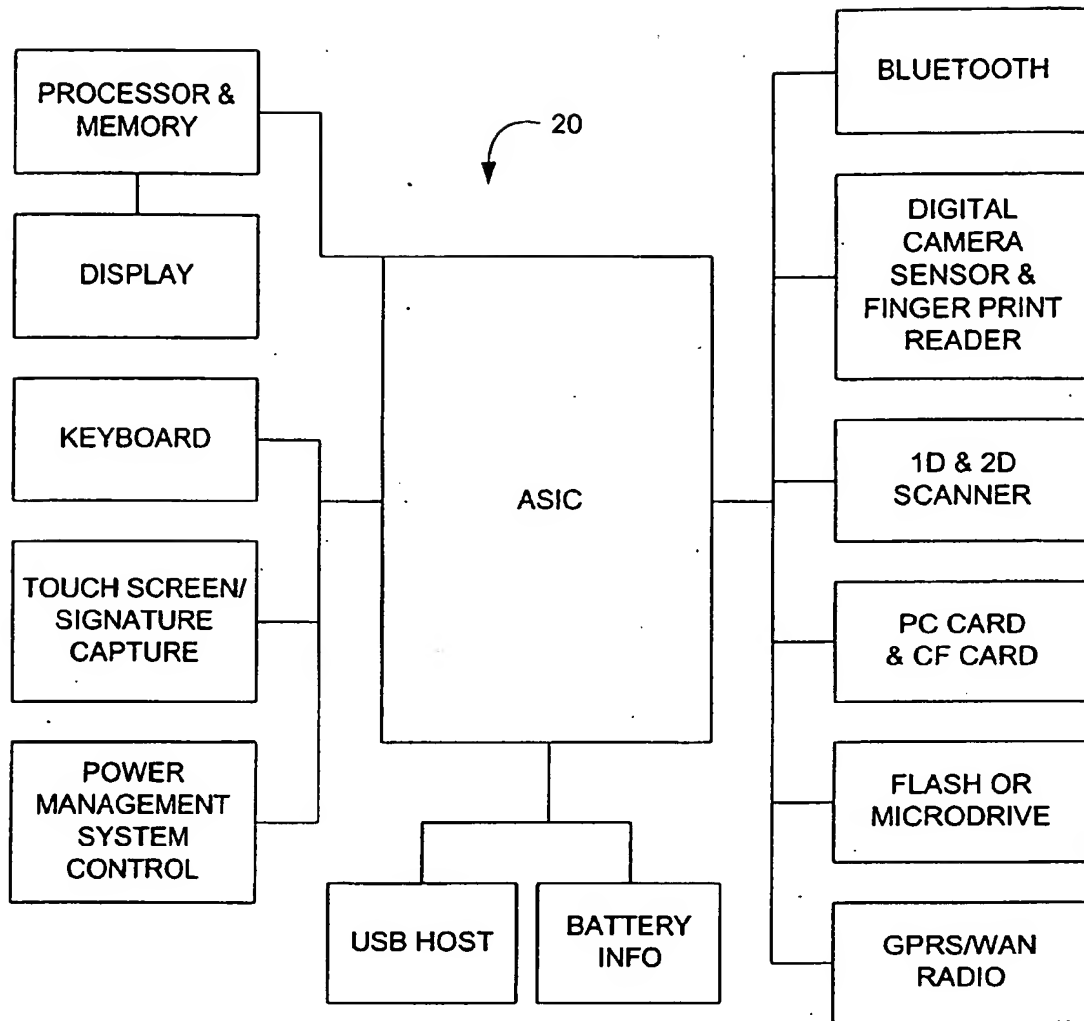 PROCESSOR &
MEMORY
DISPLAY
KEYBOARD
TOUCH SCREEN/
SIGNATURE
CAPTURE
POWER
MANAGEMENT
SYSTEM
CONTROL
20
ASIC
USB HOST
BATTERY
INFO
BLUETOOTH
DIGITAL
CAMERA
SENSOR &
FINGER PRINT
READER
1D & 2D
SCANNER
PC CARD
& CF CARD
FLASH OR
MICRODRIVE
GPRS/WAN
RADIO